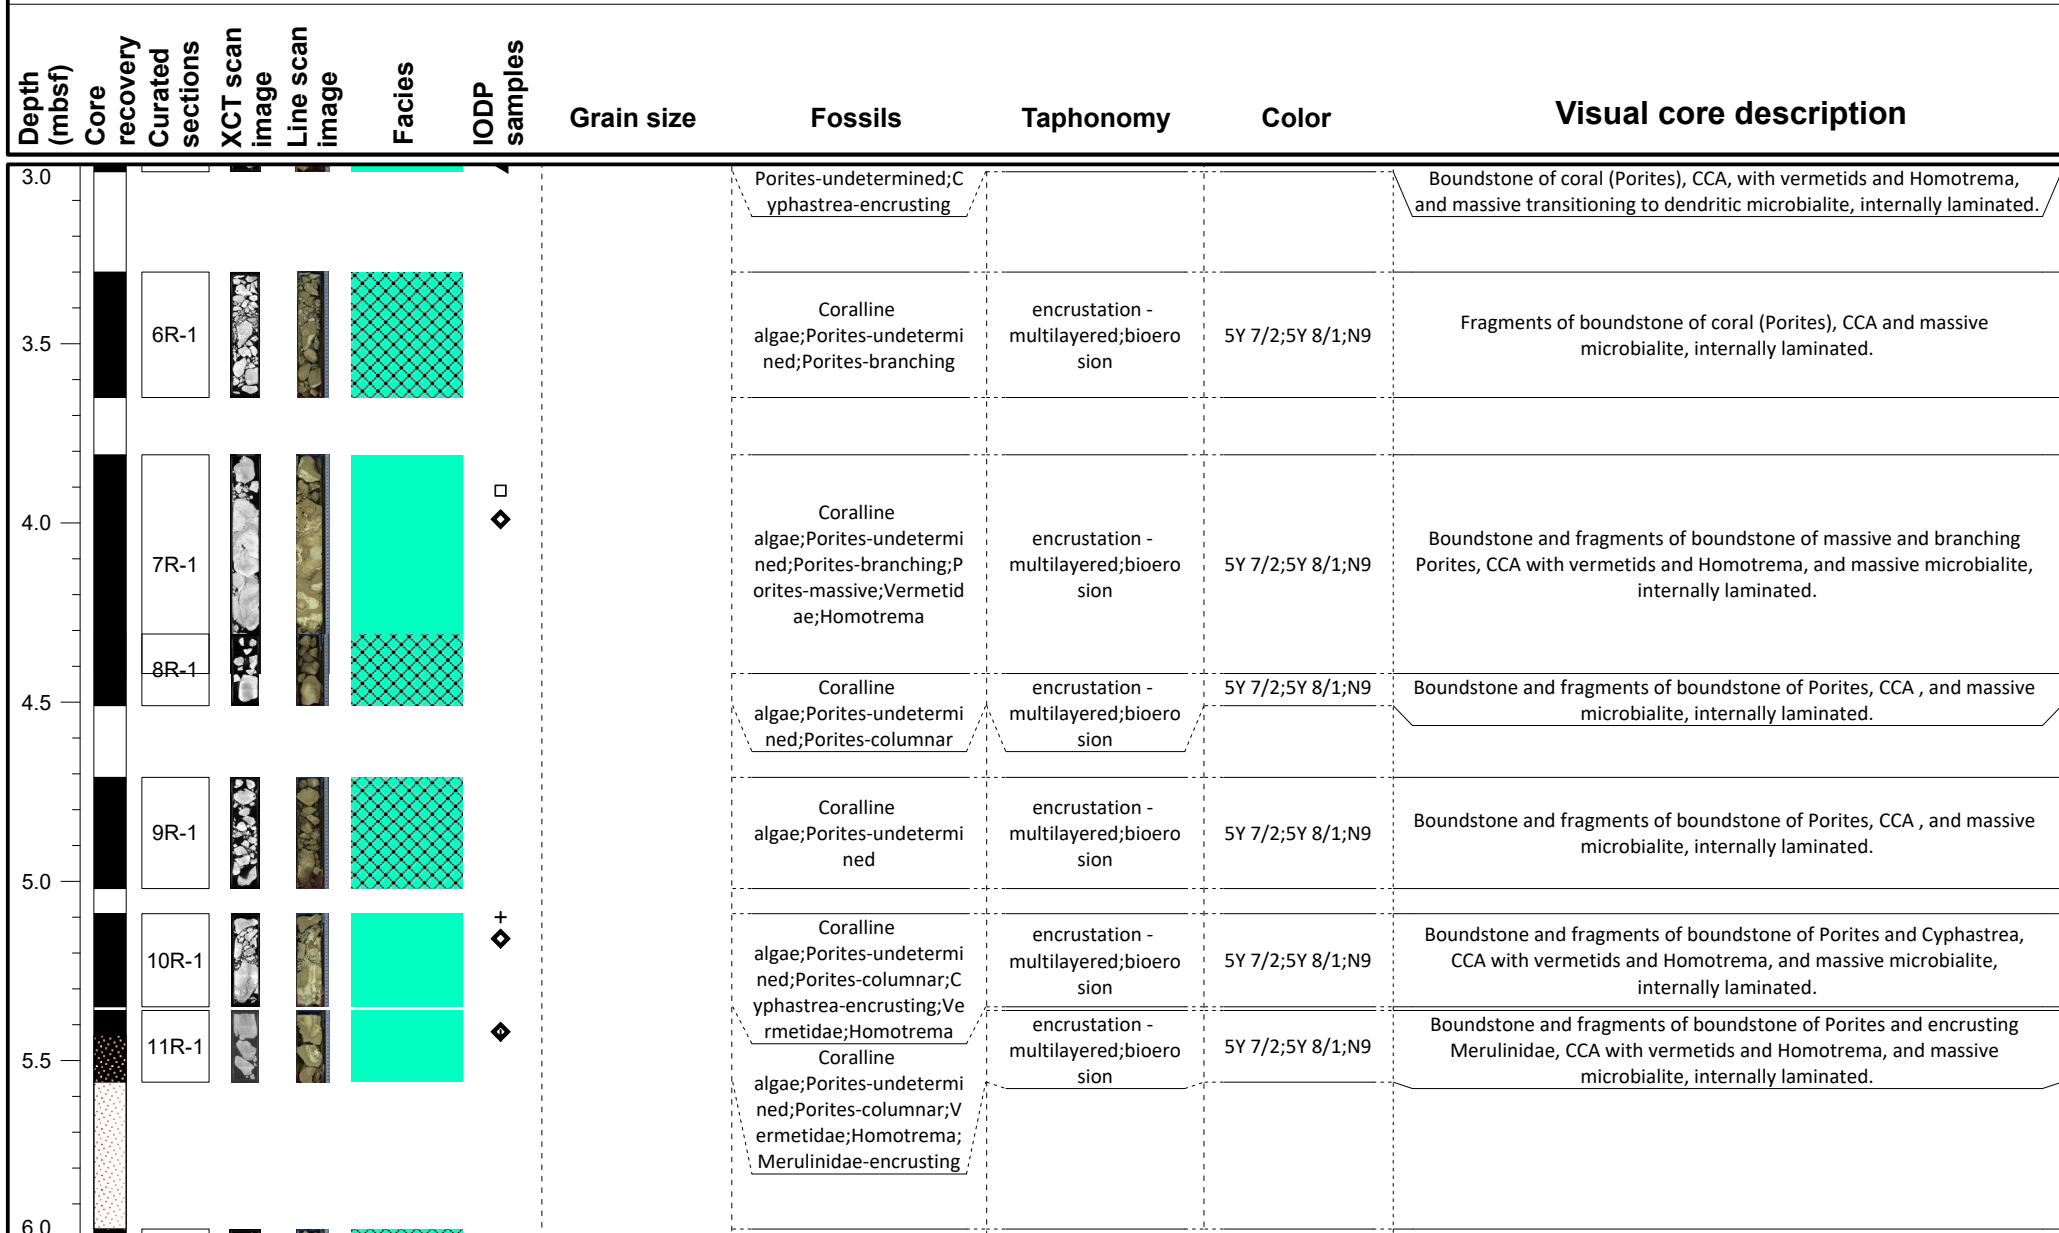 Depth
(mbsf)
Core
recovery
Curated
sections
XCT scan
image
Line scan
image
Facies
IODP
samples
Grain size
Fossils
Taphonomy
Color
Visual core description
3.0
Porites-undetermined;C
yphastrea-encrusting
Boundstone of coral (Porites), CCA, with vermetids and Homotrema,
and massive transitioning to dendritic microbialite, internally laminated.
3.5
6R-1
Coralline
algae;Porites-undetermi
ned;Porites-branching
encrustation -
multilayered;bioero
sion
5Y 7/2;5Y 8/1;N9
Fragments of boundstone of coral (Porites), CCA and massive
microbialite, internally laminated.
4.0
7R-1
Coralline
algae;Porites-undetermi
ned;Porites-branching;P
orites-massive;Vermetid
ae;Homotrema
encrustation -
multilayered;bioero
sion
5Y 7/2;5Y 8/1;N9
Boundstone and fragments of boundstone of massive and branching
Porites, CCA with vermetids and Homotrema, and massive microbialite,
internally laminated.
8R-1
4.5
Coralline
algae;Porites-undetermi
ned;Porites-columnar
encrustation -
multilayered;bioero
sion
5Y 7/2;5Y 8/1;N9
Boundstone and fragments of boundstone of Porites, CCA , and massive
microbialite, internally laminated.
9R-1
Coralline
algae;Porites-undetermi
ned
encrustation -
multilayered;bioero
sion
5Y 7/2;5Y 8/1;N9
Boundstone and fragments of boundstone of Porites, CCA , and massive
microbialite, internally laminated.
5.0
10R-1
Coralline
algae;Porites-undetermi
ned;Porites-columnar;C
yphastrea-encrusting;Ve
rmetidae;Homotrema
encrustation -
multilayered;bioero
sion
5Y 7/2;5Y 8/1;N9
Boundstone and fragments of boundstone of Porites and Cyphastrea,
CCA with vermetids and Homotrema, and massive microbialite,
internally laminated.
11R-1
5.5
Coralline
algae;Porites-undetermi
ned;Porites-columnar;V
ermetidae;Homotrema;
Merulinidae-encrusting
encrustation -
multilayered;bioero
sion
5Y 7/2;5Y 8/1;N9
Boundstone and fragments of boundstone of Porites and encrusting
Merulinidae, CCA with vermetids and Homotrema, and massive
microbialite, internally laminated.
6.0